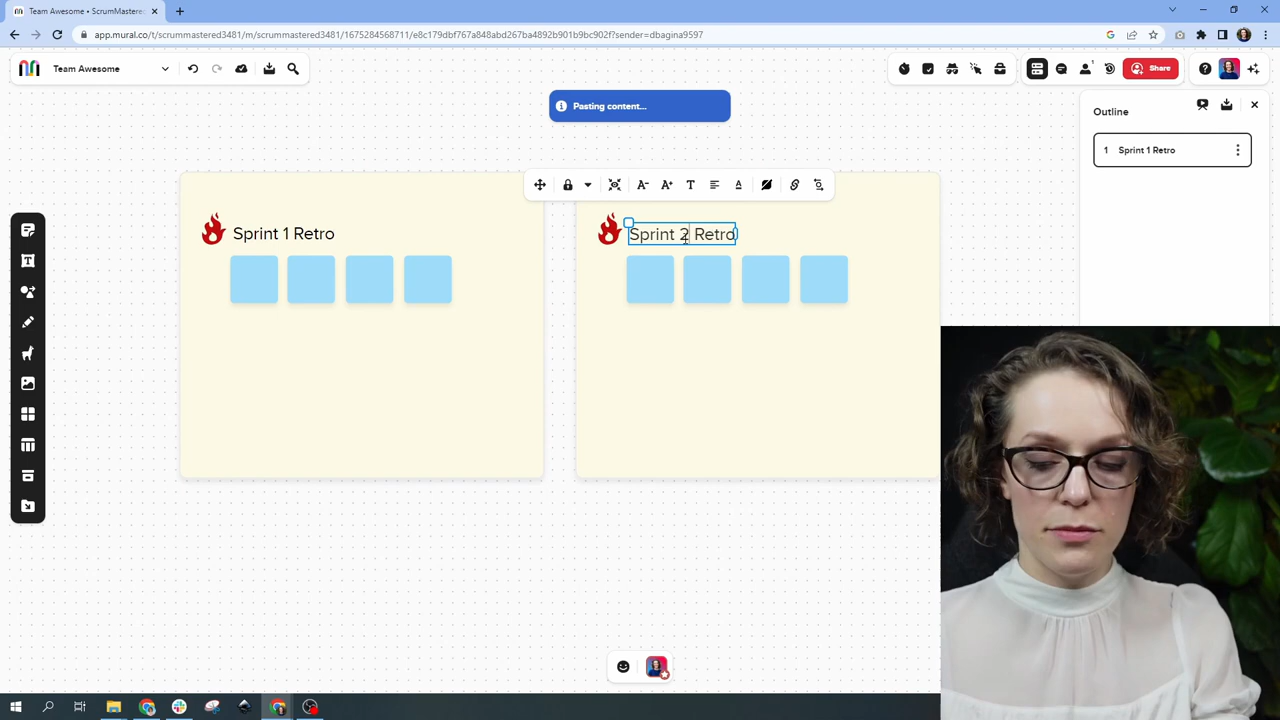 Team Awesome • ScrumMastered
app.mural.co/t/scrummastered3481/m/scrummastered3481/1675284568711/e8c179dbf767a848abd267ba4892b901b9bc902f?sender=dbagina9597
Team Awesome
Share
Pasting content...
Outline
1 Sprint 1 Retro
Sprint 1 Retro
Sprint 2 Retro